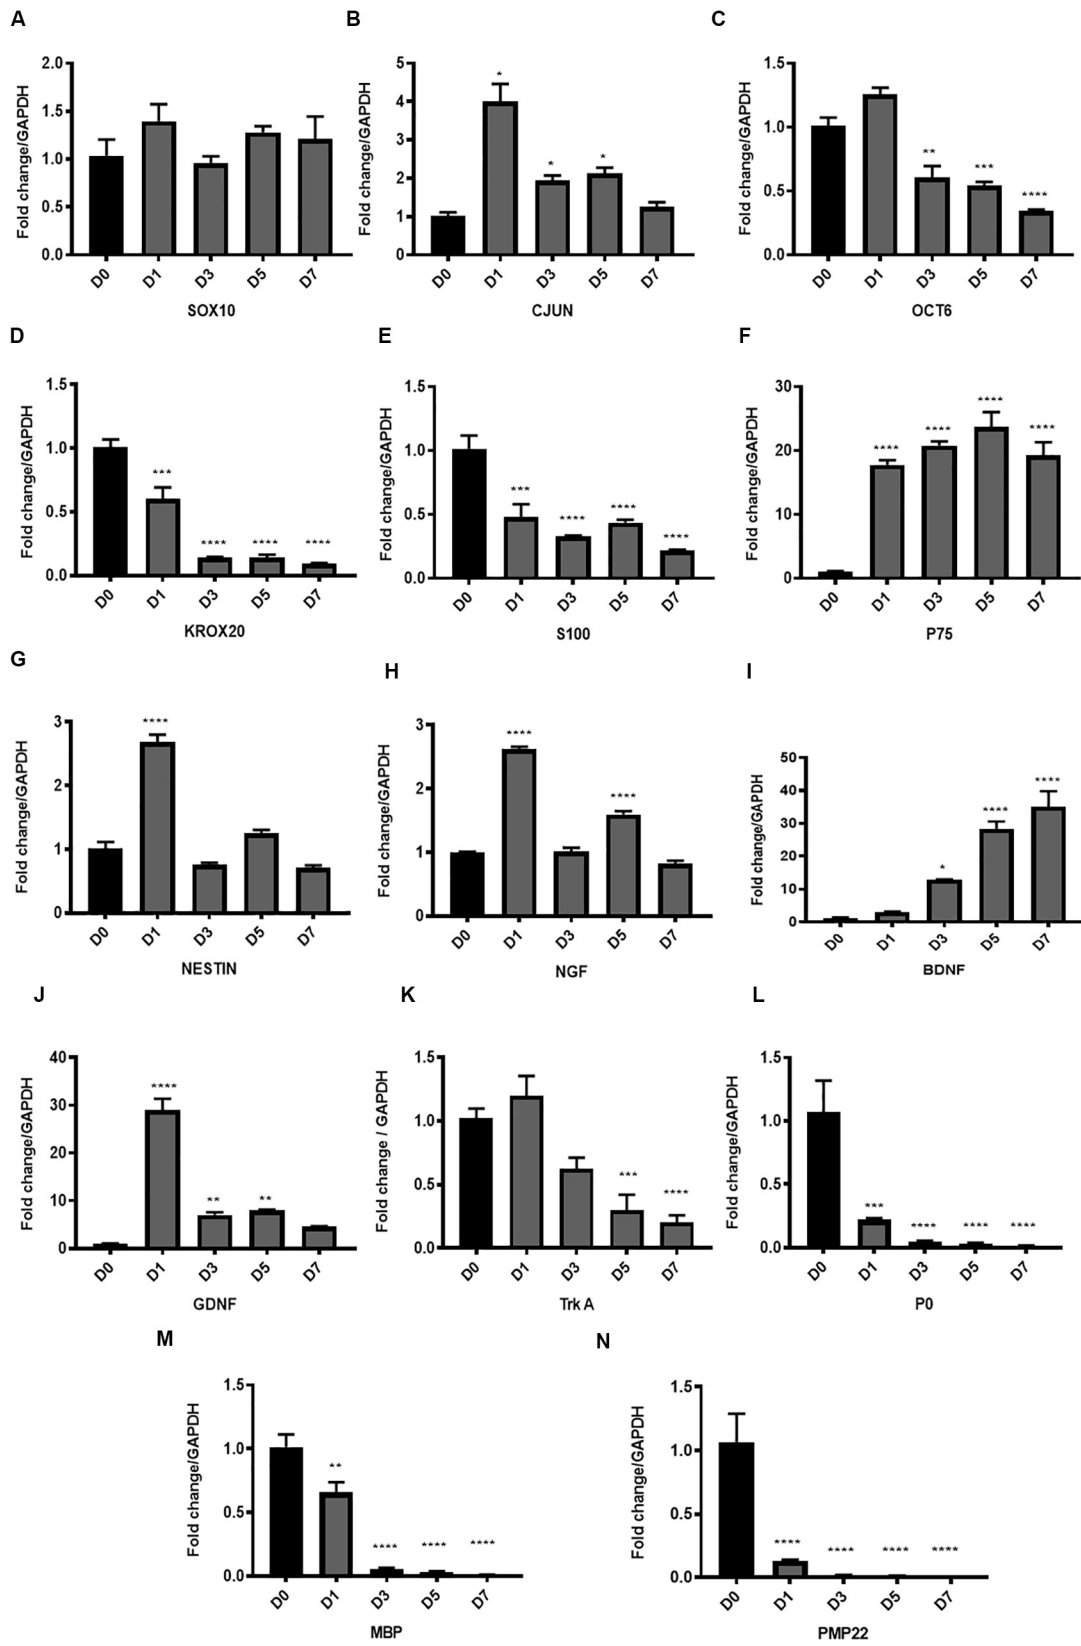 A
Fold change/GAPDH
2.0
1.5
1.0
0.5
0.0
D0 D1 D3 D5 D7
SOX10
B
Fold change/GAPDH
5
4
3
2
1
0
* * *
D0 D1 D3 D5 D7
CJUN
C
Fold change/GAPDH
1.5
1.0
0.5
0.0
** *** ****
D0 D1 D3 D5 D7
OCT6
D
Fold change/GAPDH
1.5
1.0
0.5
0.0
*** **** **** ****
D0 D1 D3 D5 D7
KROX20
E
Fold change/GAPDH
1.5
1.0
0.5
0.0
*** **** **** ****
D0 D1 D3 D5 D7
S100
F
Fold change/GAPDH
30
20
10
0
**** **** **** ****
D0 D1 D3 D5 D7
P75
G
Fold change/GAPDH
3
2
1
0
****
D0 D1 D3 D5 D7
NESTIN
H
Fold change/GAPDH
3
2
1
0
**** ****
D0 D1 D3 D5 D7
NGF
I
Fold change/GAPDH
50
40
30
20
10
0
* **** ****
D0 D1 D3 D5 D7
BDNF
J
Fold change/GAPDH
40
30
20
10
0
**** ** **
D0 D1 D3 D5 D7
GDNF
K
Fold change / GAPDH
1.5
1.0
0.5
0.0
*** ****
D0 D1 D3 D5 D7
Trk A
L
Fold change/GAPDH
1.5
1.0
0.5
0.0
*** **** **** ****
D0 D1 D3 D5 D7
P0
M
Fold change/GAPDH
1.5
1.0
0.5
0.0
** **** **** ****
D0 D1 D3 D5 D7
MBP
N
Fold change/GAPDH
1.5
1.0
0.5
0.0
**** **** **** ****
D0 D1 D3 D5 D7
PMP22